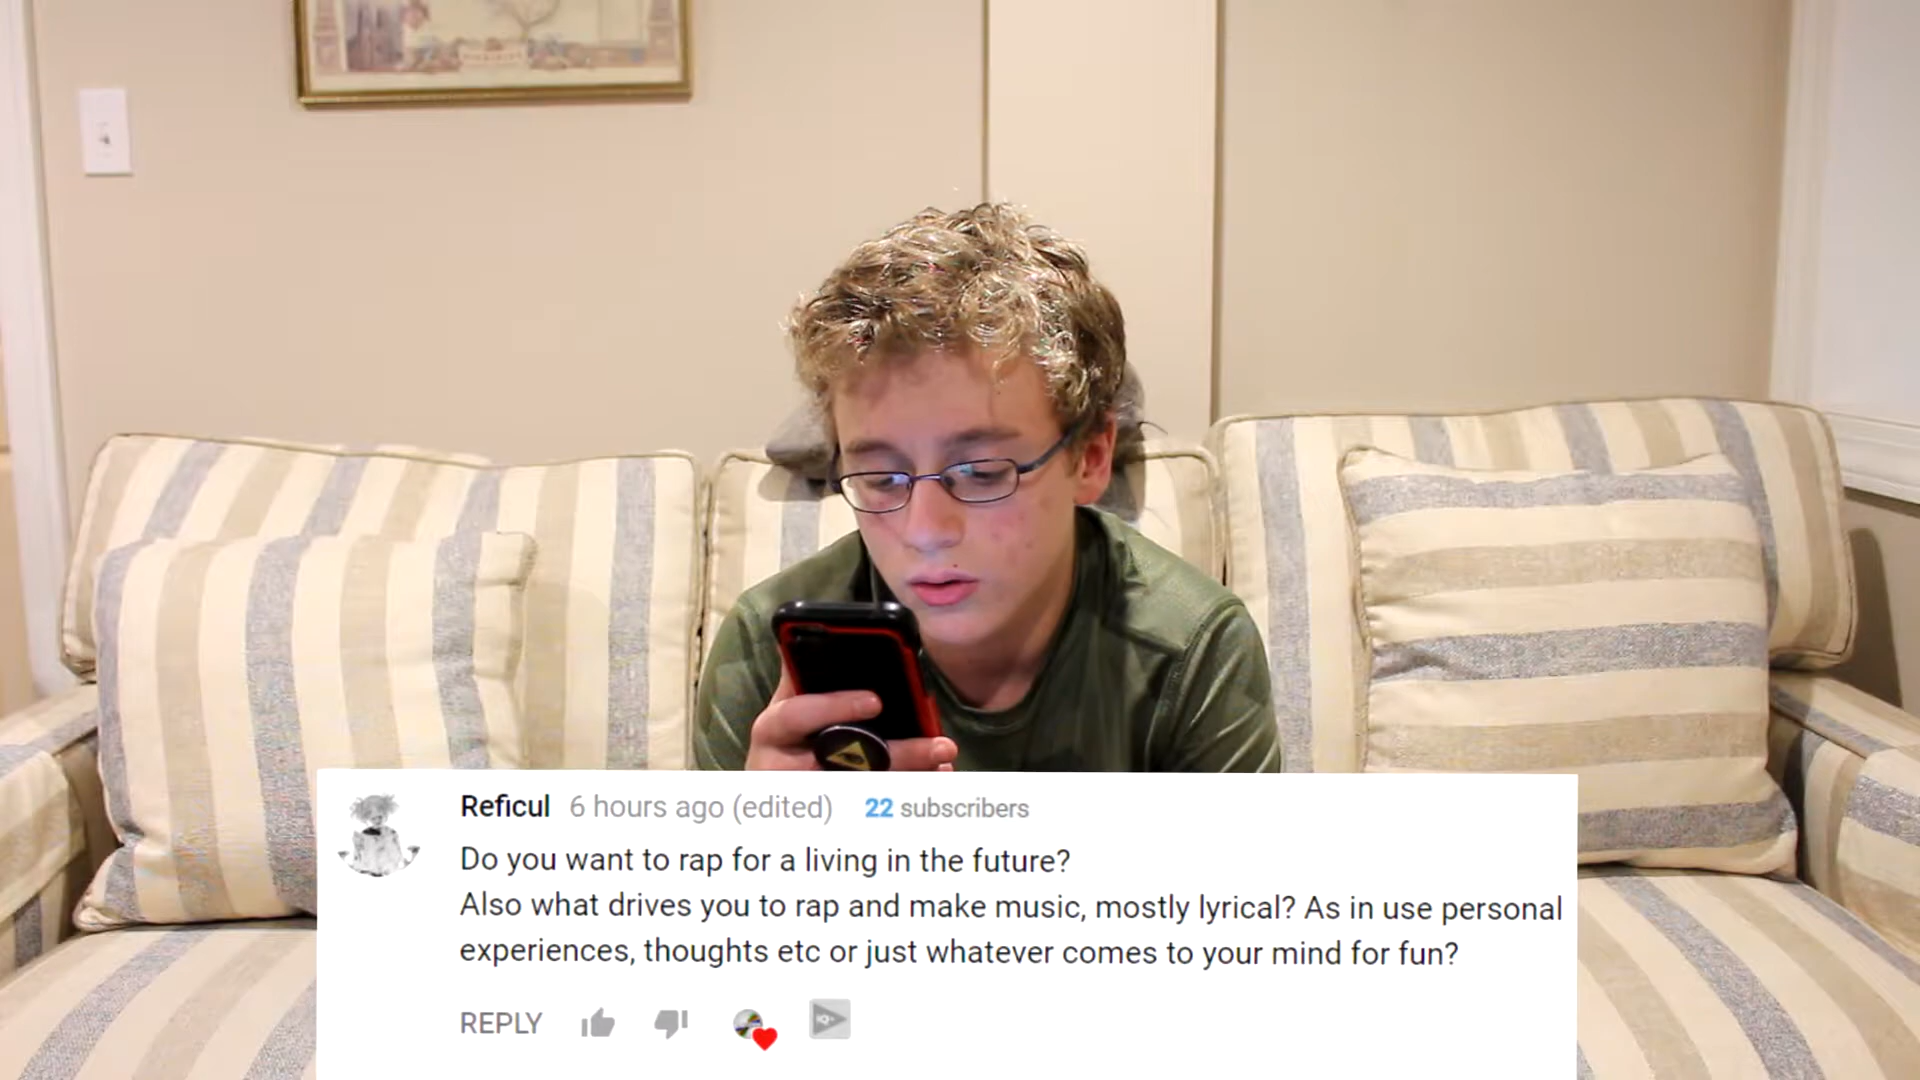 Reficul 6 hours ago (edited) 22 subscribers
Do you want to rap for a living in the future?
Also what drives you to rap and make music, mostly lyrical? As in use personal
experiences, thoughts etc or just whatever comes to your mind for fun?
REPLY